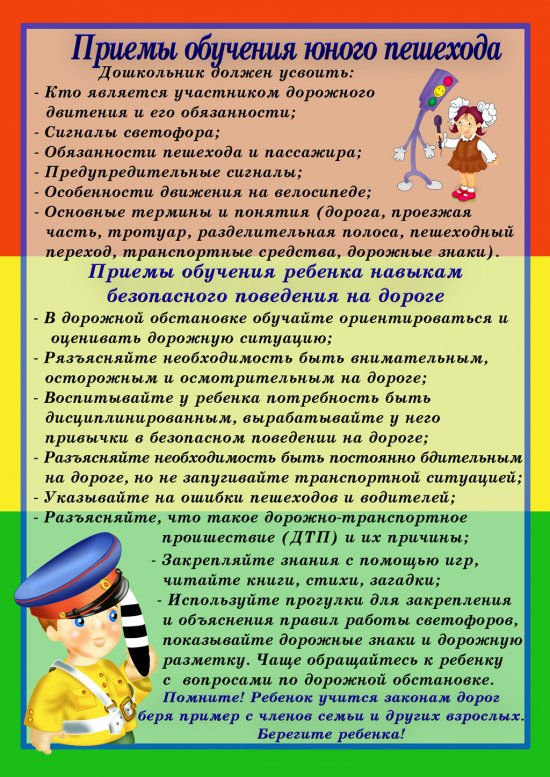 Приемы обучения юного пешехода
Дошкольник должен усвоить:
- Кто является участником дорожного
двитения и его обязанности;
- Сигналы светофора;
- Обязанности пешехода и пассажира;
- Предупредительные сигналы;
- Особенности движения на велосипеде;
- Основные термины и понятия (дорога, проезжая
часть, тротуар, разделительная полоса, пешеходный
переход, транспортные средства, дорожные знаки).
Приемы обучения ребенка навыкам
безопасного поведения на дороге
- В дорожной обстановке обучайте ориентироваться и
оценивать дорожную ситуацию;
- Рязъясняйте необходимость быть внимательным,
осторожным и осмотрительным на дороге;
- Воспитывайте у ребенка потребность быть
дисциплинированным, вырабатывайте у него
привычки в безопасном поведении на дороге;
- Разъясняйте необходимость быть постоянно бдительным
на дороге, но не запугивайте транспортной ситуацией;
- Указывайте на ошибки пешеходов и водителей;
- Разъясняйте, что такое дорожно-транспортное
проишествие (ДТП) и их причины;
- Закрепляйте знания с помощью игр,
читайте книги, стихи, загадки;
- Используйте прогулки для закрепления
и объяснения правил работы светофоров,
показывайте дорожные знаки и дорожную
разметку. Чаще обращайтесь к ребенку
с вопросами по дорожной обстановке.
Помните! Ребенок учится законам дорог
беря пример с членов семьи и других взрослых.
Берегите ребенка!